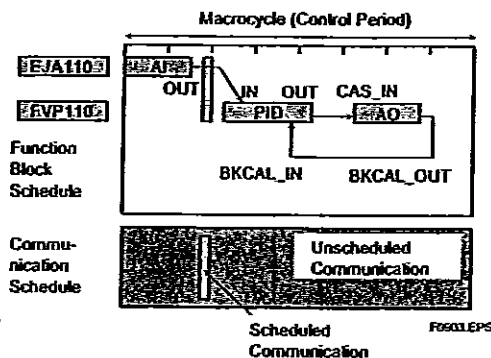 Macrocycle (Control Period)
EJA110
AI
OUT
IN OUT CAS_IN
EVP110
PID
AO
Function
Block
Schedule
BKCAL_IN
BKCAL_OUT
Commu-
nication
Schedule
Unscheduled
Communication
Scheduled
Communication
F0903.EPS